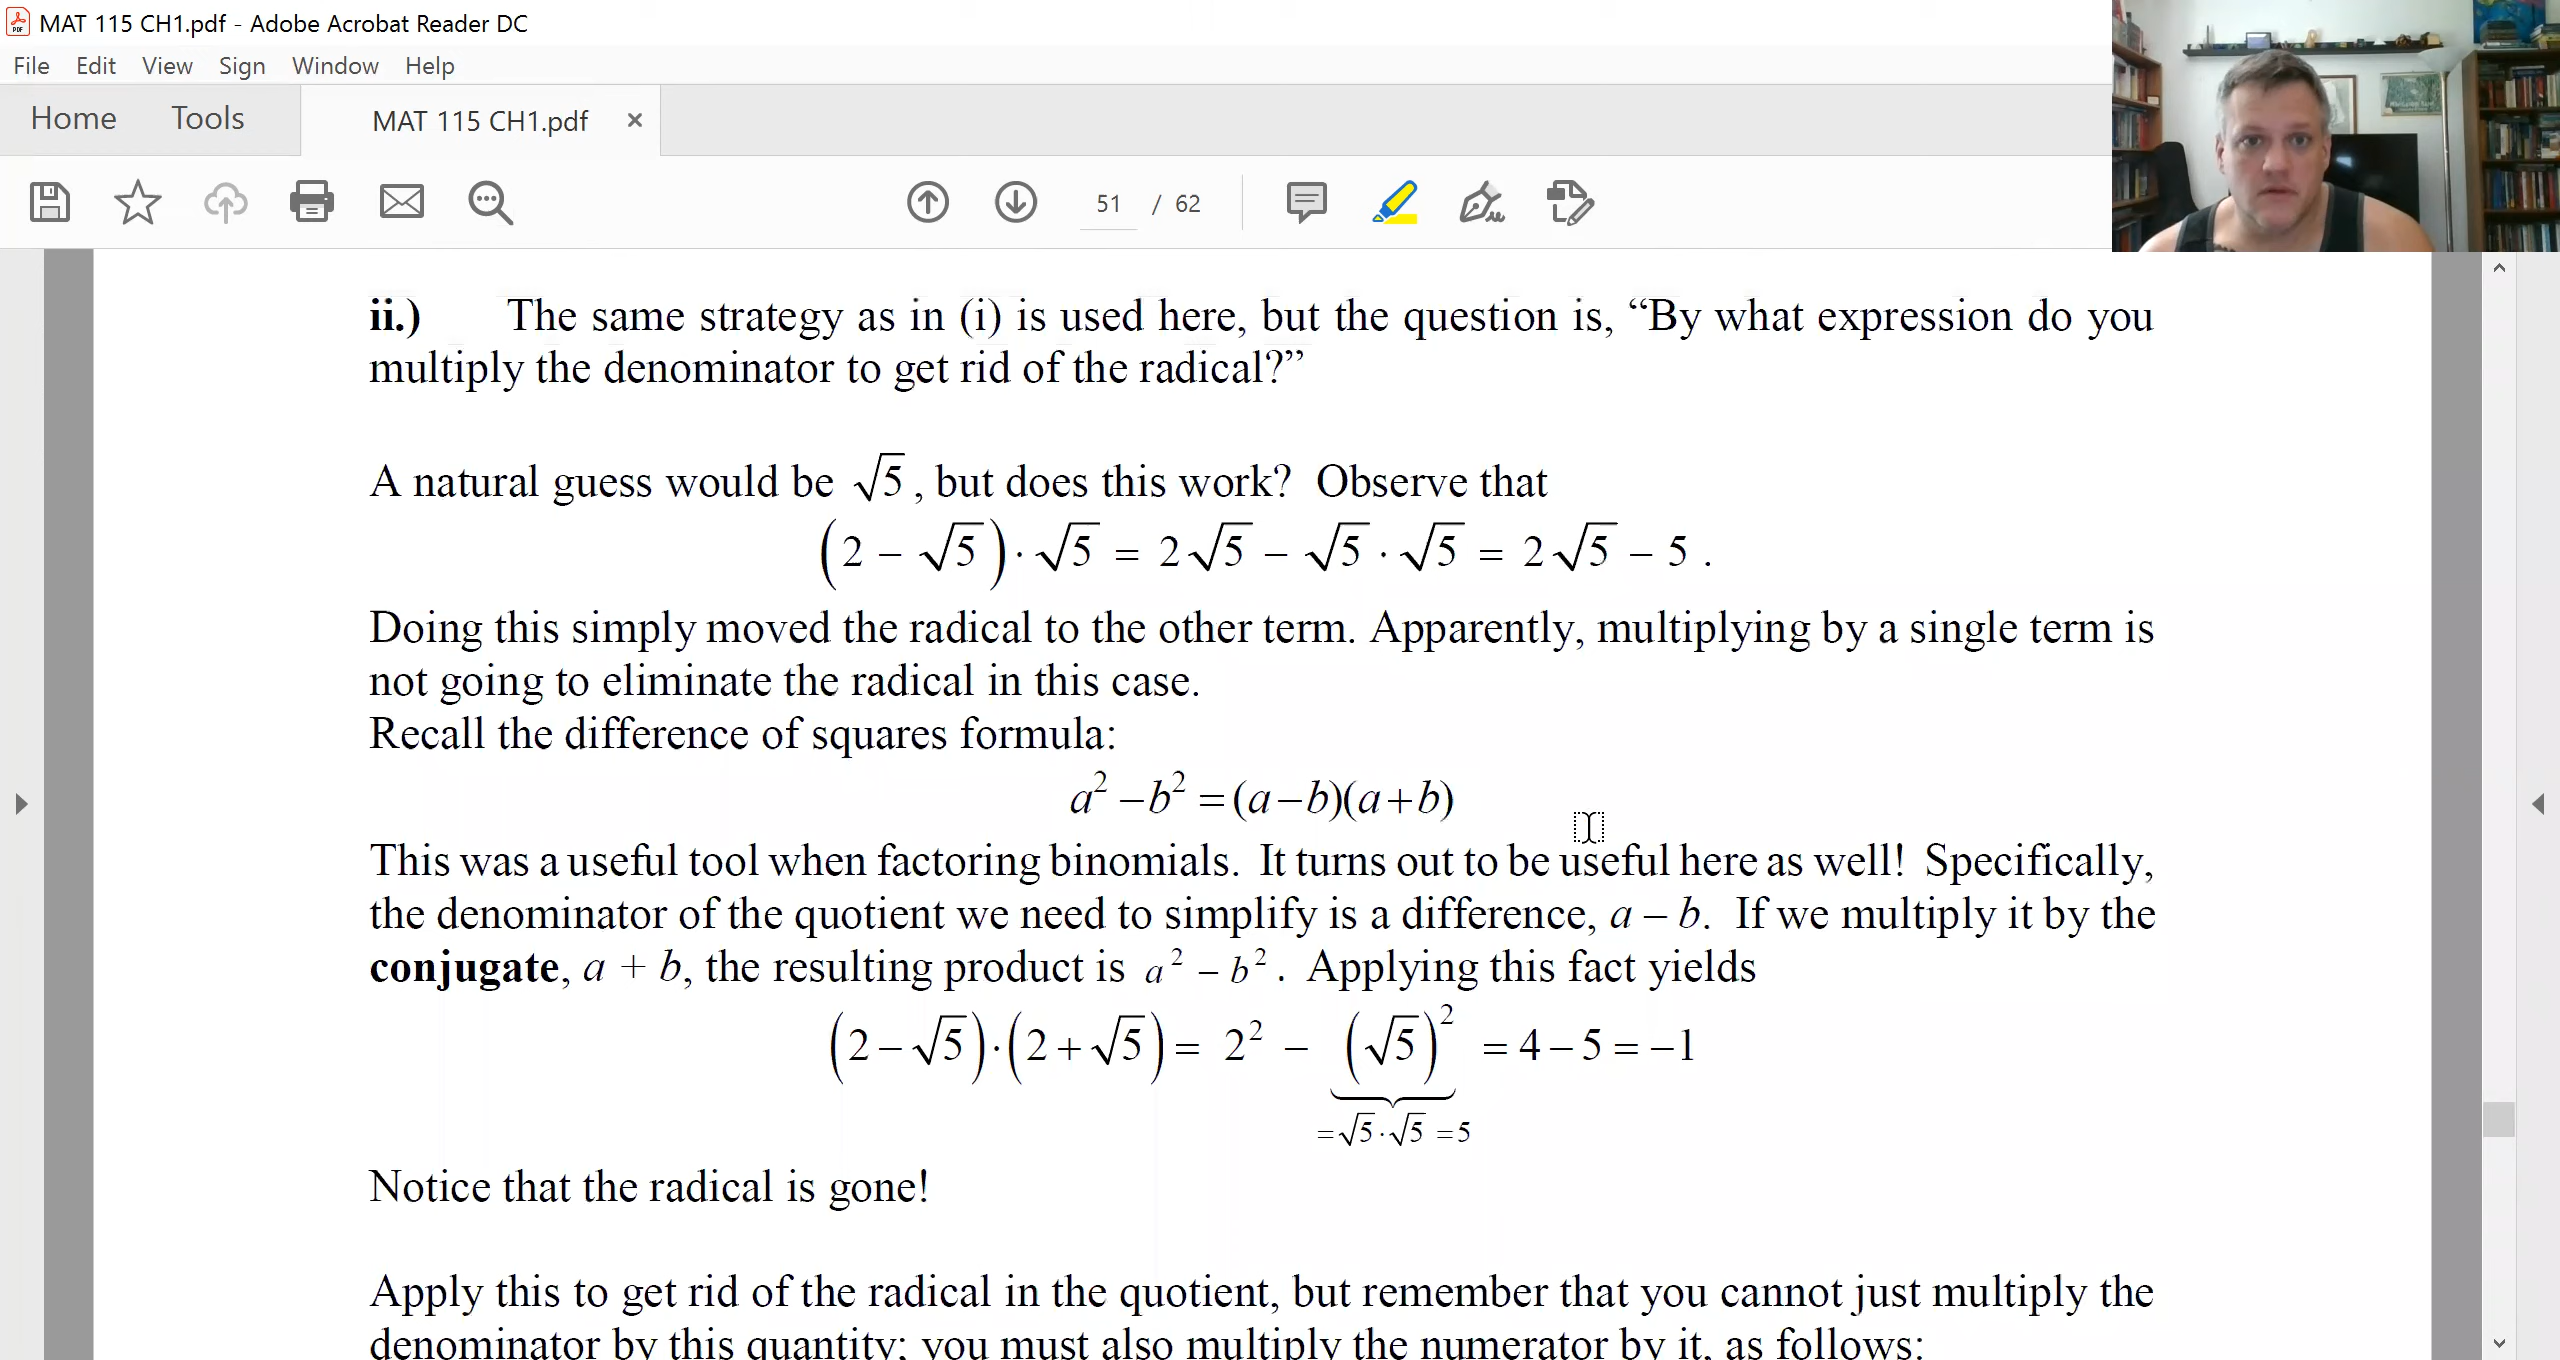 MAT 115 CH1.pdf - Adobe Acrobat Reader DC
File Edit View Sign Window Help
Home Tools MAT 115 CH1.pdf ×
51 / 62
ii.) The same strategy as in (i) is used here, but the question is, “By what expression do you
multiply the denominator to get rid of the radical?”
A natural guess would be √5, but does this work? Observe that
(2 − √5)·√5 = 2√5 − √5 · √5 = 2√5 − 5.
Doing this simply moved the radical to the other term. Apparently, multiplying by a single term is
not going to eliminate the radical in this case.
Recall the difference of squares formula:
a² − b² = (a − b)(a + b)
This was a useful tool when factoring binomials. It turns out to be useful here as well! Specifically,
the denominator of the quotient we need to simplify is a difference, a – b. If we multiply it by the
conjugate, a + b, the resulting product is a² − b². Applying this fact yields
(2 − √5)·(2 + √5) = 2² − (√5)² = 4 − 5 = −1
=√5·√5 =5
Notice that the radical is gone!
Apply this to get rid of the radical in the quotient, but remember that you cannot just multiply the
denominator by this quantity; you must also multiply the numerator by it, as follows: